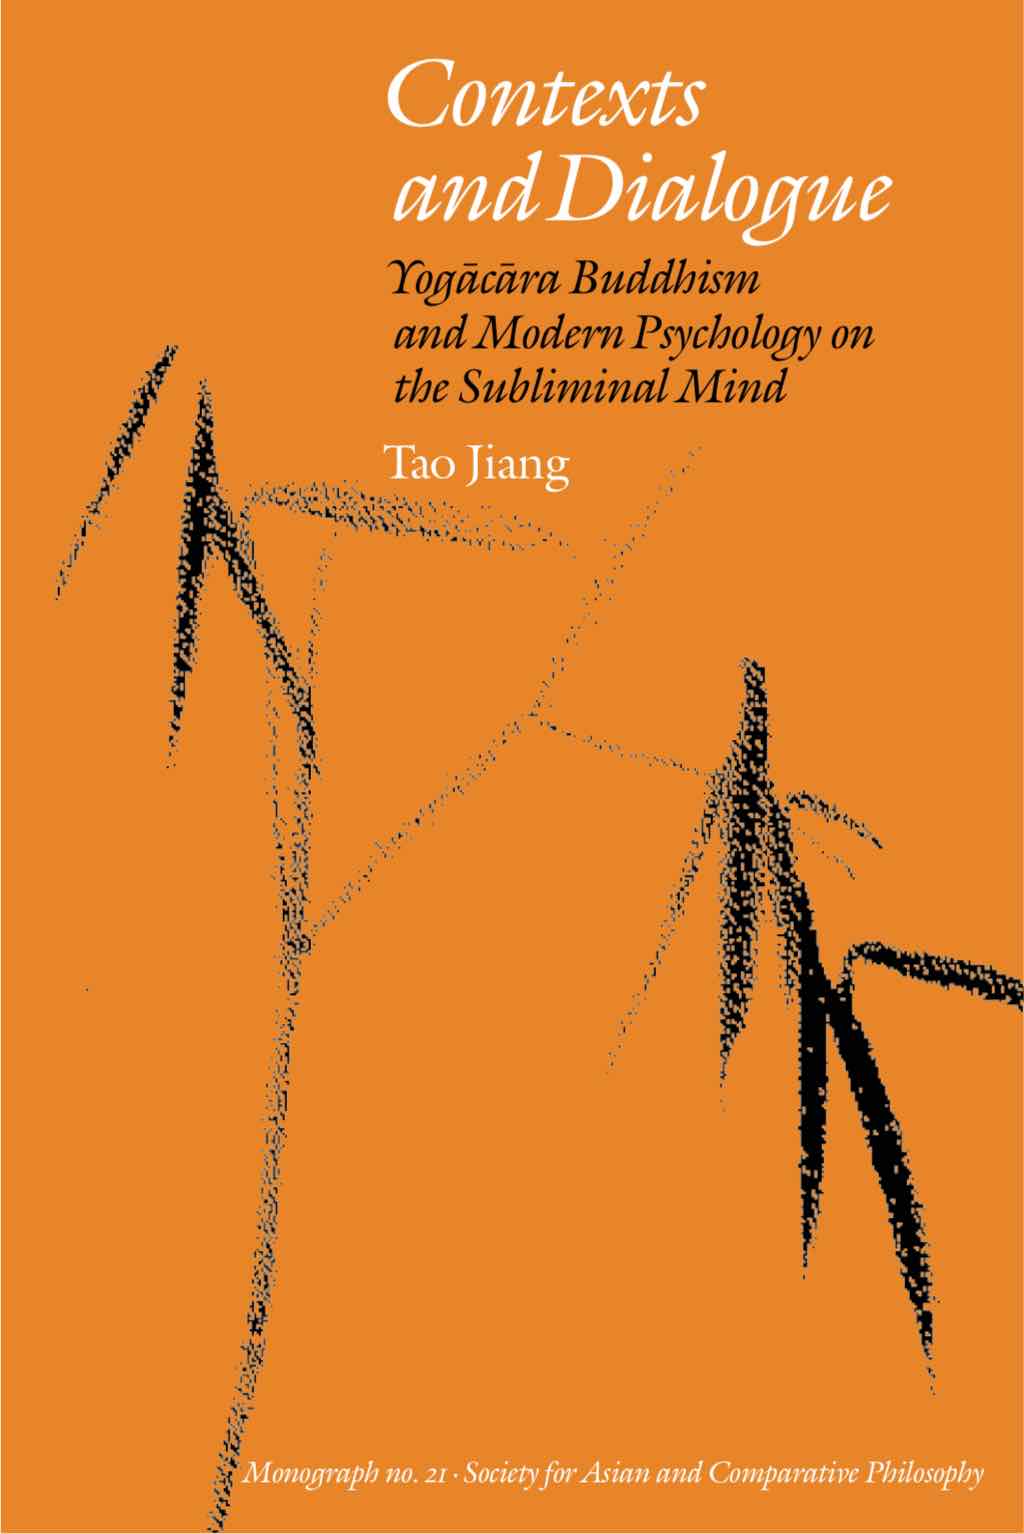 Contexts
and Dialogue
Yogācāra Buddhism
and Modern Psychology on
the Subliminal Mind
Tao Jiang
Monograph no. 21 · Society for Asian and Comparative Philosophy